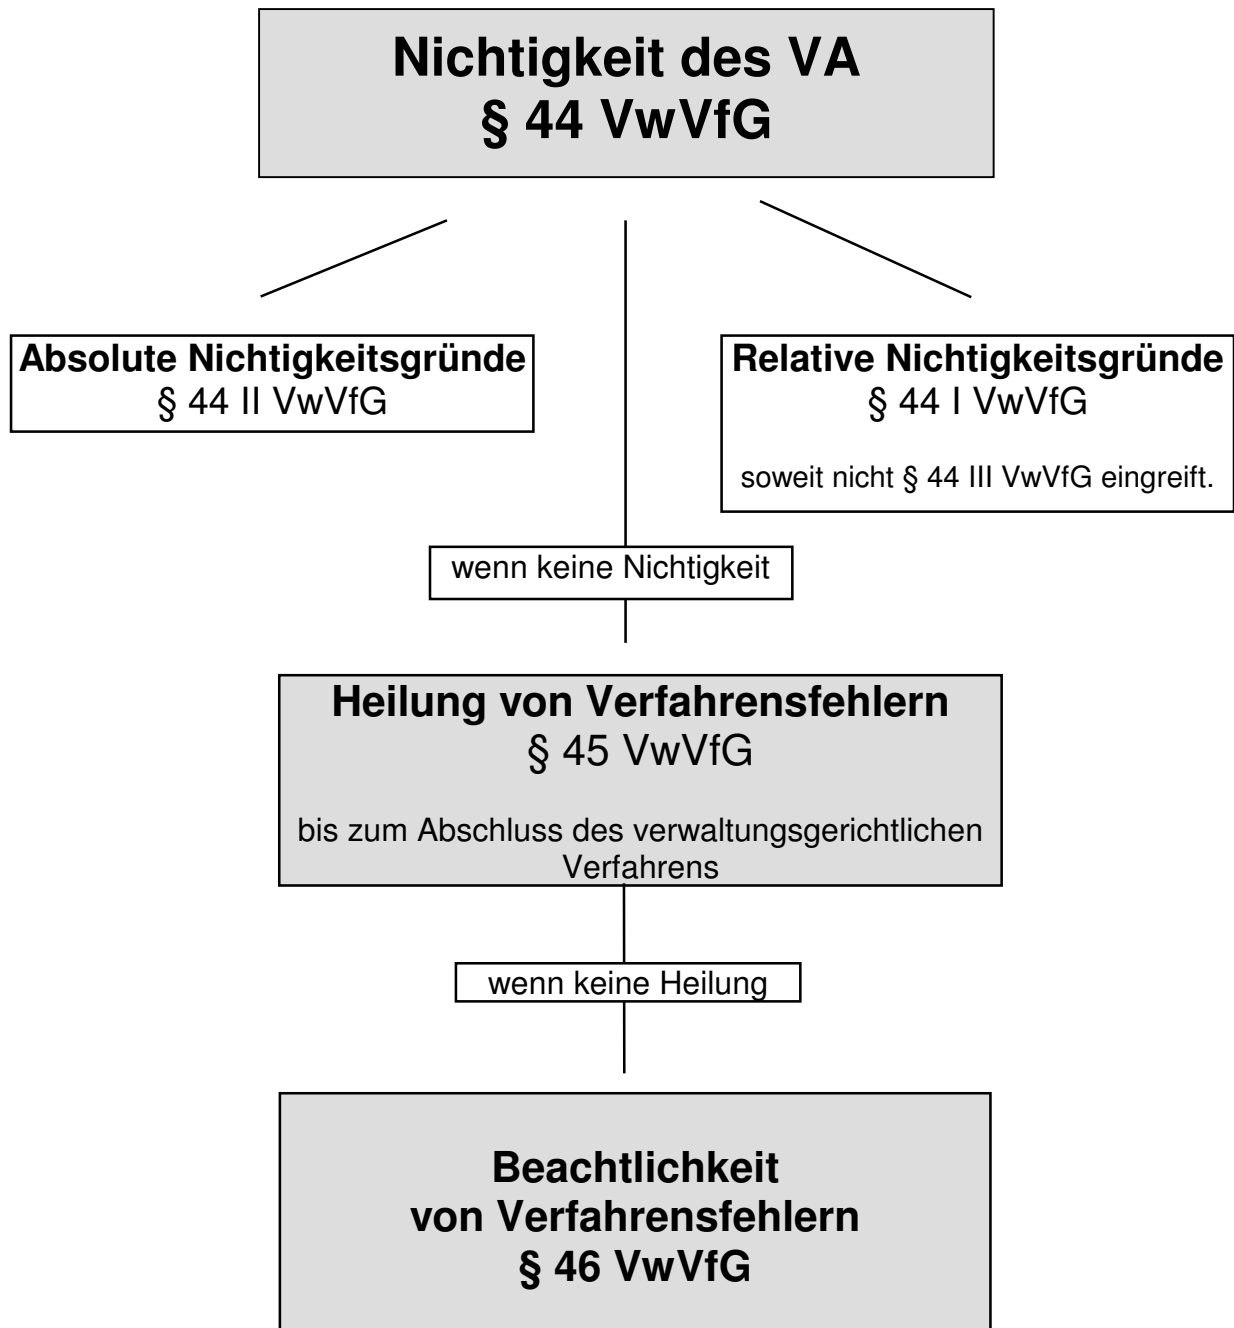 Nichtigkeit des VA
§ 44 VwVfG
Absolute Nichtigkeitsgründe
§ 44 II VwVfG
Relative Nichtigkeitsgründe
§ 44 I VwVfG
soweit nicht § 44 III VwVfG eingreift.
wenn keine Nichtigkeit
Heilung von Verfahrensfehlern
§ 45 VwVfG
bis zum Abschluss des verwaltungsgerichtlichen
Verfahrens
wenn keine Heilung
Beachtlichkeit
von Verfahrensfehlern
§ 46 VwVfG